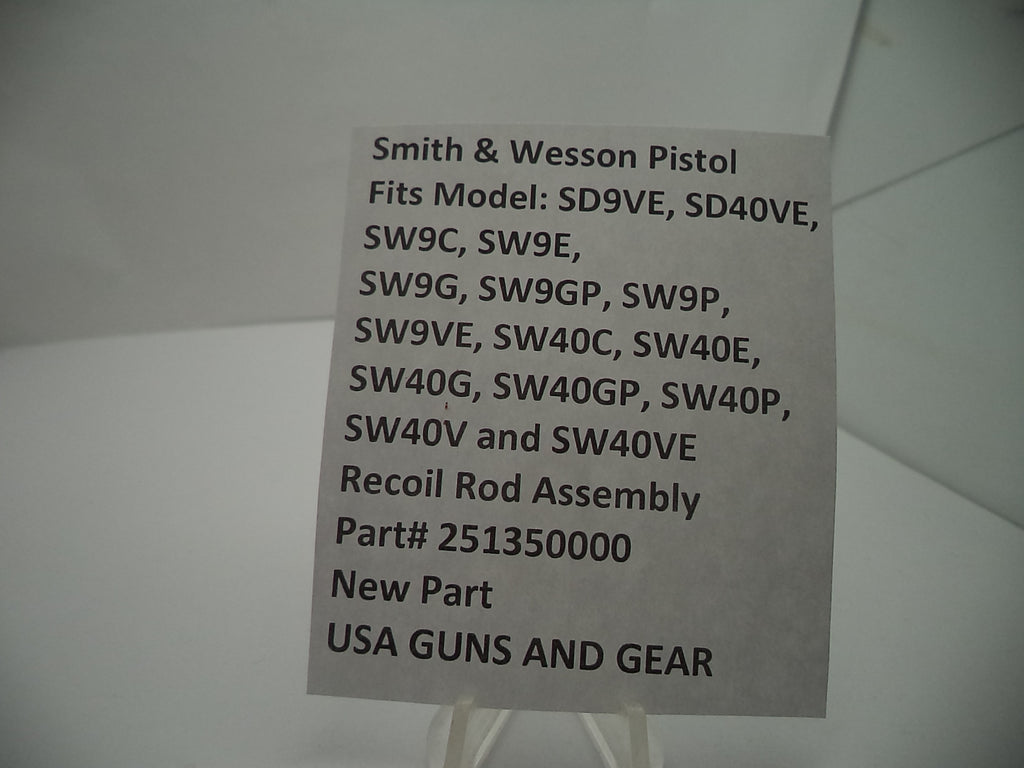 Smith & Wesson Pistol
Fits Model: SD9VE, SD40VE,
SW9C, SW9E,
SW9G, SW9GP, SW9P,
SW9VE, SW40C, SW40E,
SW40G, SW40GP, SW40P,
SW40V and SW40VE
Recoil Rod Assembly
Part# 251350000
New Part
USA GUNS AND GEAR